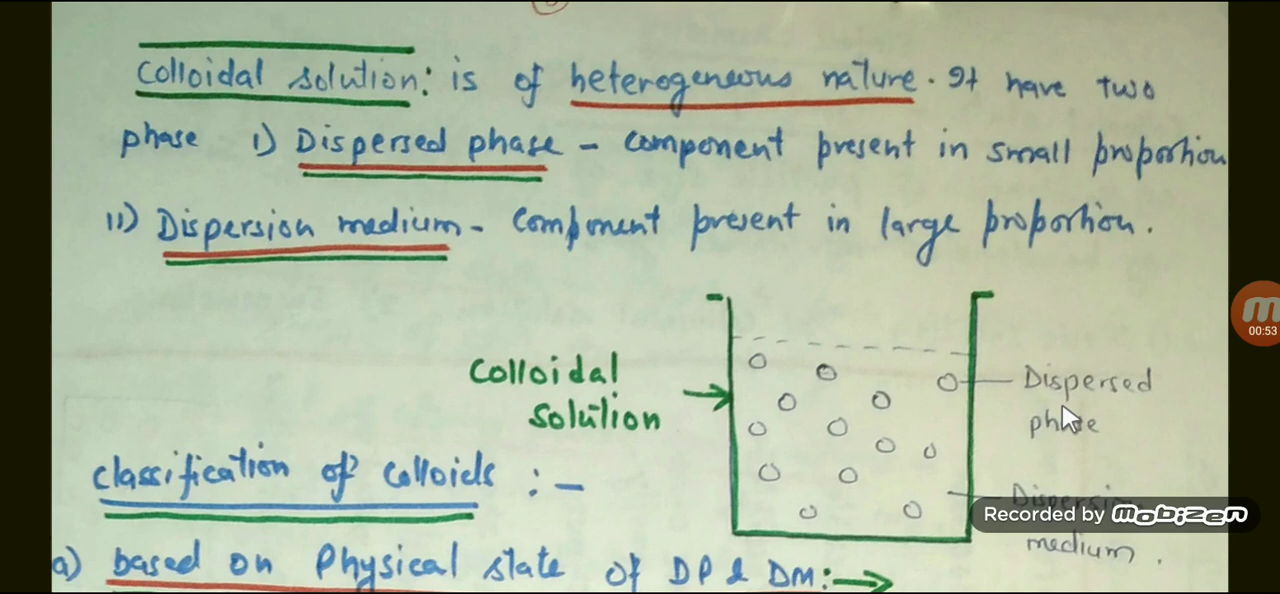 Colloidal solution: is of heterogeneous nature. It have two
phase i) Dispersed phase - component present in small proportion
ii) Dispersion medium - component present in large proportion.
Colloidal
solution
Dispersed
phase
Dispersion
medium.
classification of colloids :-
a) based on Physical state of DP & DM:→
m
00:53
Recorded by mobizen